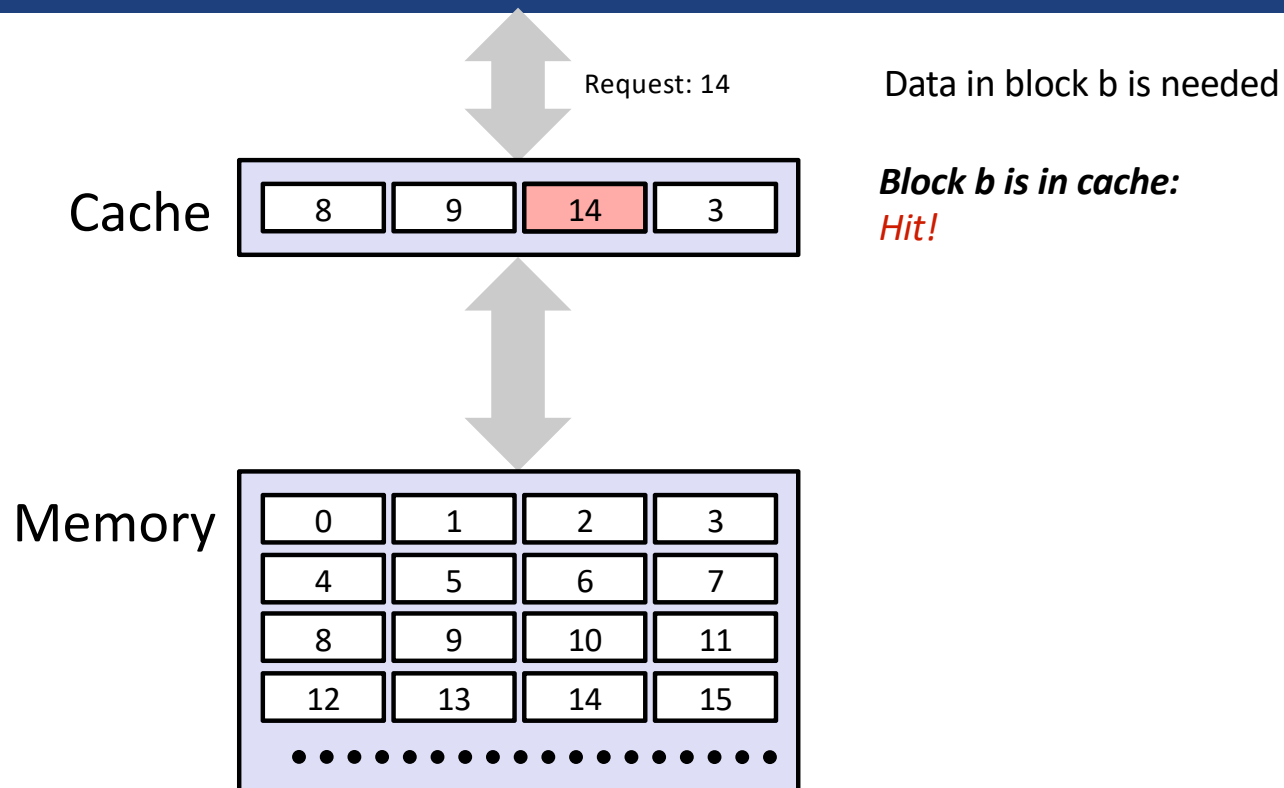 Request: 14
Data in block b is needed
Block b is in cache:
Hit!
Cache
8 9 14 3
Memory
0 1 2 3
4 5 6 7
8 9 10 11
12 13 14 15